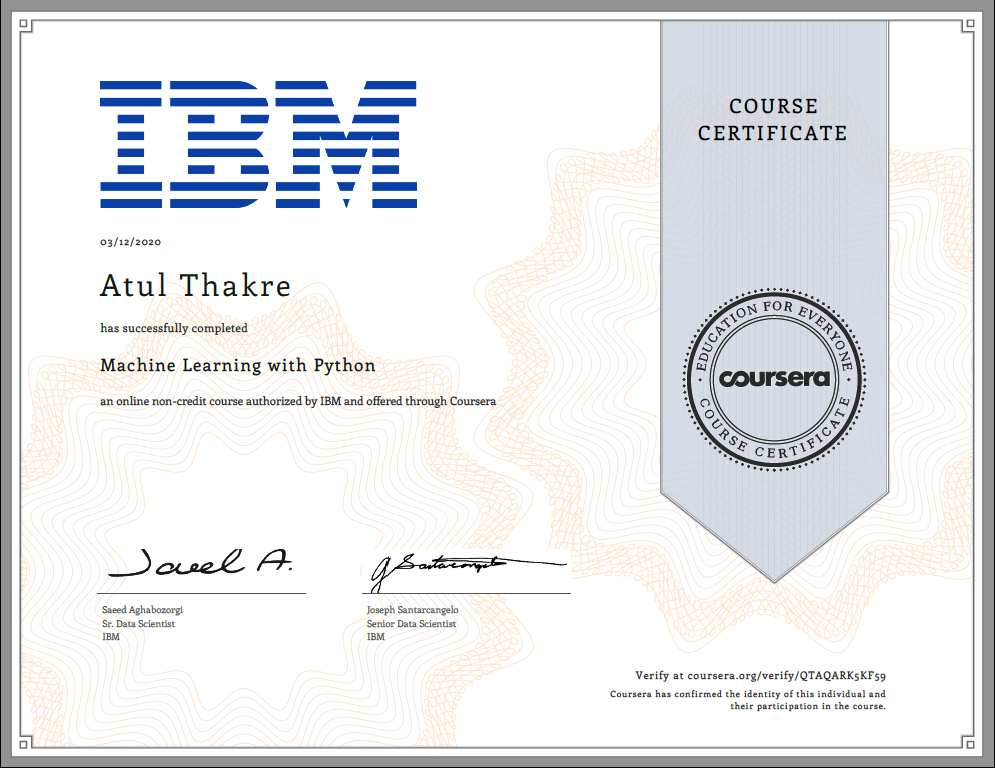 IBM
COURSE
CERTIFICATE
03/12/2020
Atul Thakre
has successfully completed
Machine Learning with Python
an online non-credit course authorized by IBM and offered through Coursera
EDUCATION FOR EVERYONE
coursera
COURSE CERTIFICATE
Saeed A.
J Santarcangelo
Saeed Aghabozorgi
Sr. Data Scientist
IBM
Joseph Santarcangelo
Senior Data Scientist
IBM
Verify at coursera.org/verify/QTAQARK5KF59
Coursera has confirmed the identity of this individual and
their participation in the course.